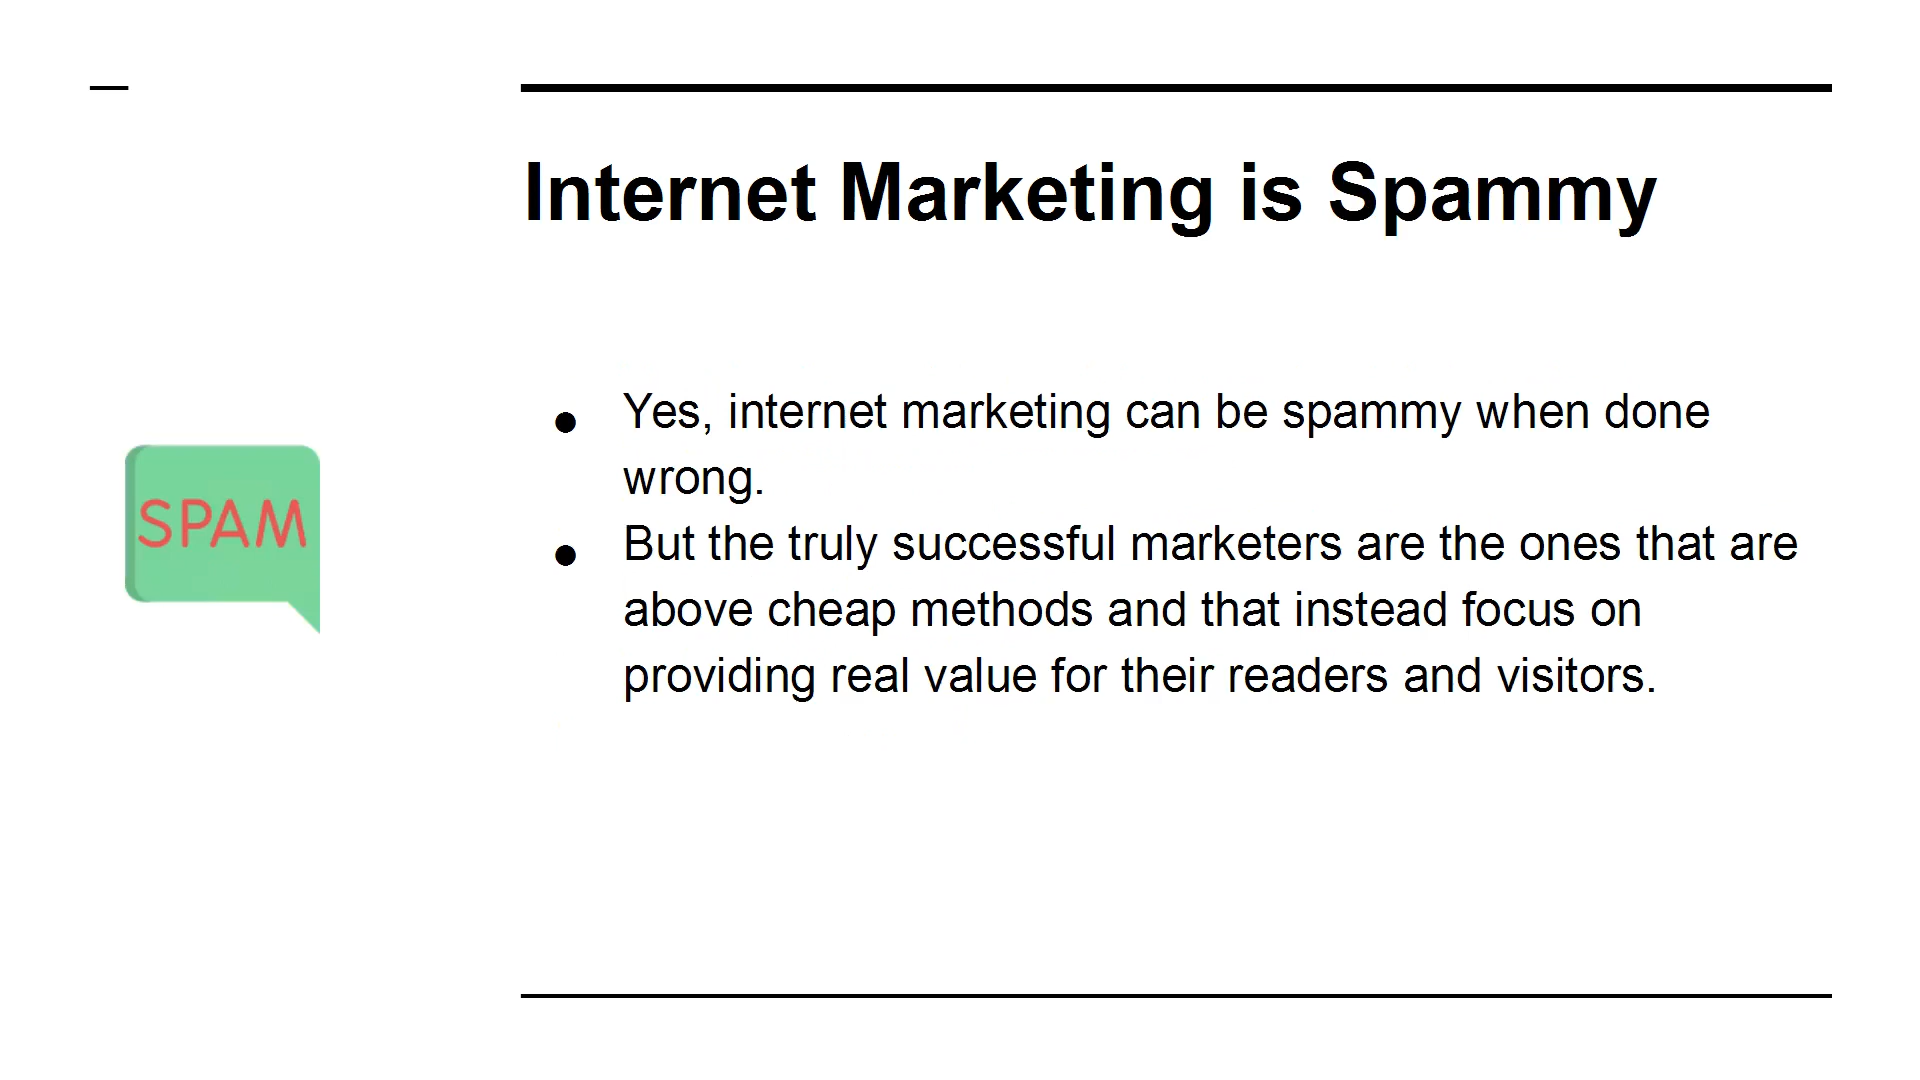 Internet Marketing is Spammy
SPAM
● Yes, internet marketing can be spammy when done
wrong.
● But the truly successful marketers are the ones that are
above cheap methods and that instead focus on
providing real value for their readers and visitors.